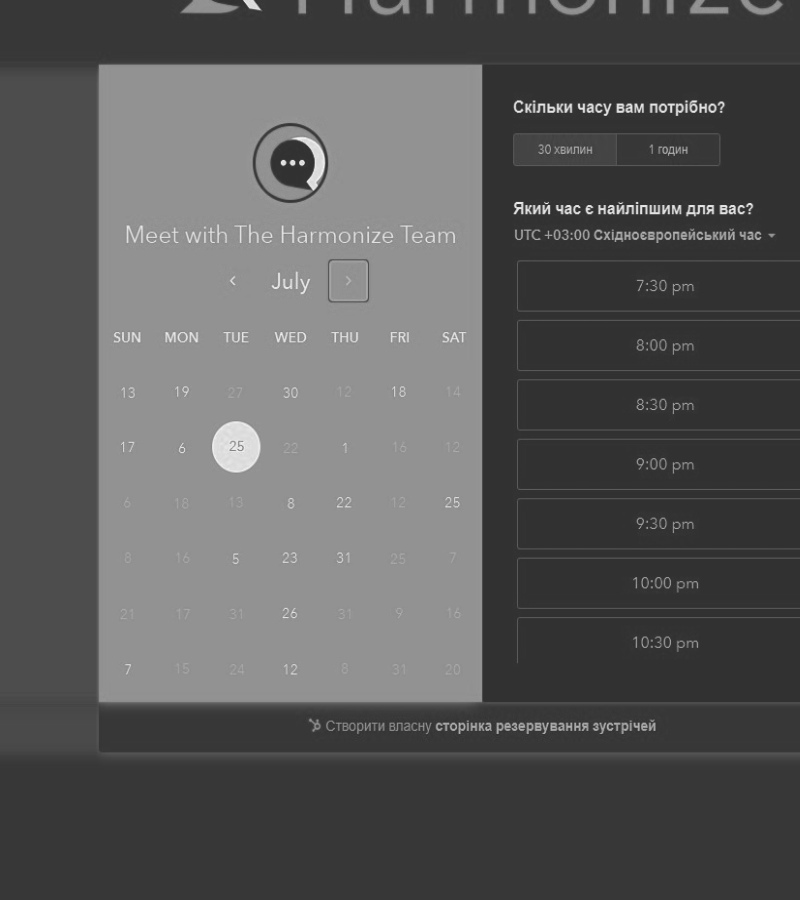 Harmonize
Meet with The Harmonize Team
July
SUN MON TUE WED THU FRI SAT
13 19 27 30 12 18 14
17 6 25 22 1 16 12
6 18 13 8 22 12 25
8 16 5 23 31 25 7
21 17 31 26 31 9 16
7 15 24 12 8 31 20
Скільки часу вам потрібно?
30 хвилин 1 годин
Який час є найліпшим для вас?
UTC +03:00 Східноєвропейський час
7:30 pm
8:00 pm
8:30 pm
9:00 pm
9:30 pm
10:00 pm
10:30 pm
Створити власну сторінка резервування зустрічей